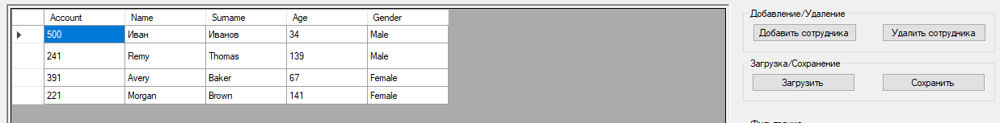 Account Name Surname Age Gender
500 Иван Иванов 34 Male
241 Remy Thomas 139 Male
391 Avery Baker 67 Female
221 Morgan Brown 141 Female
Добавление/Удаление
Добавить сотрудника Удалить сотрудника
Загрузка/Сохранение
Загрузить Сохранить